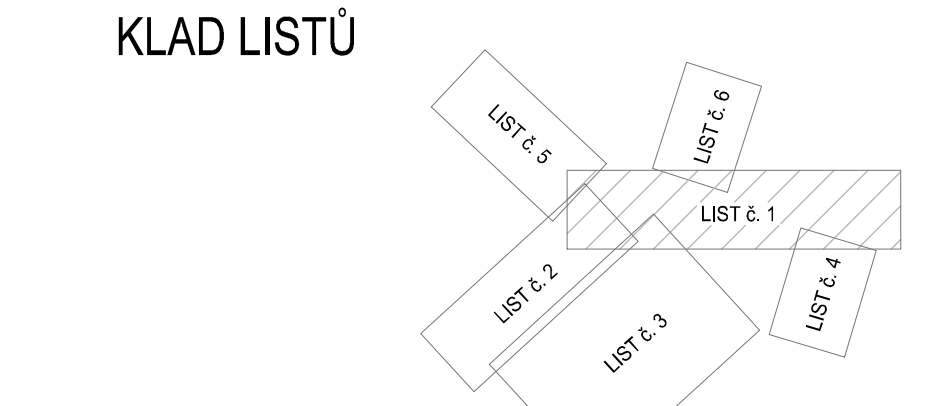 KLAD LISTŮ
LIST č. 5
LIST č. 6
LIST č. 1
LIST č. 2
LIST č. 4
LIST č. 3